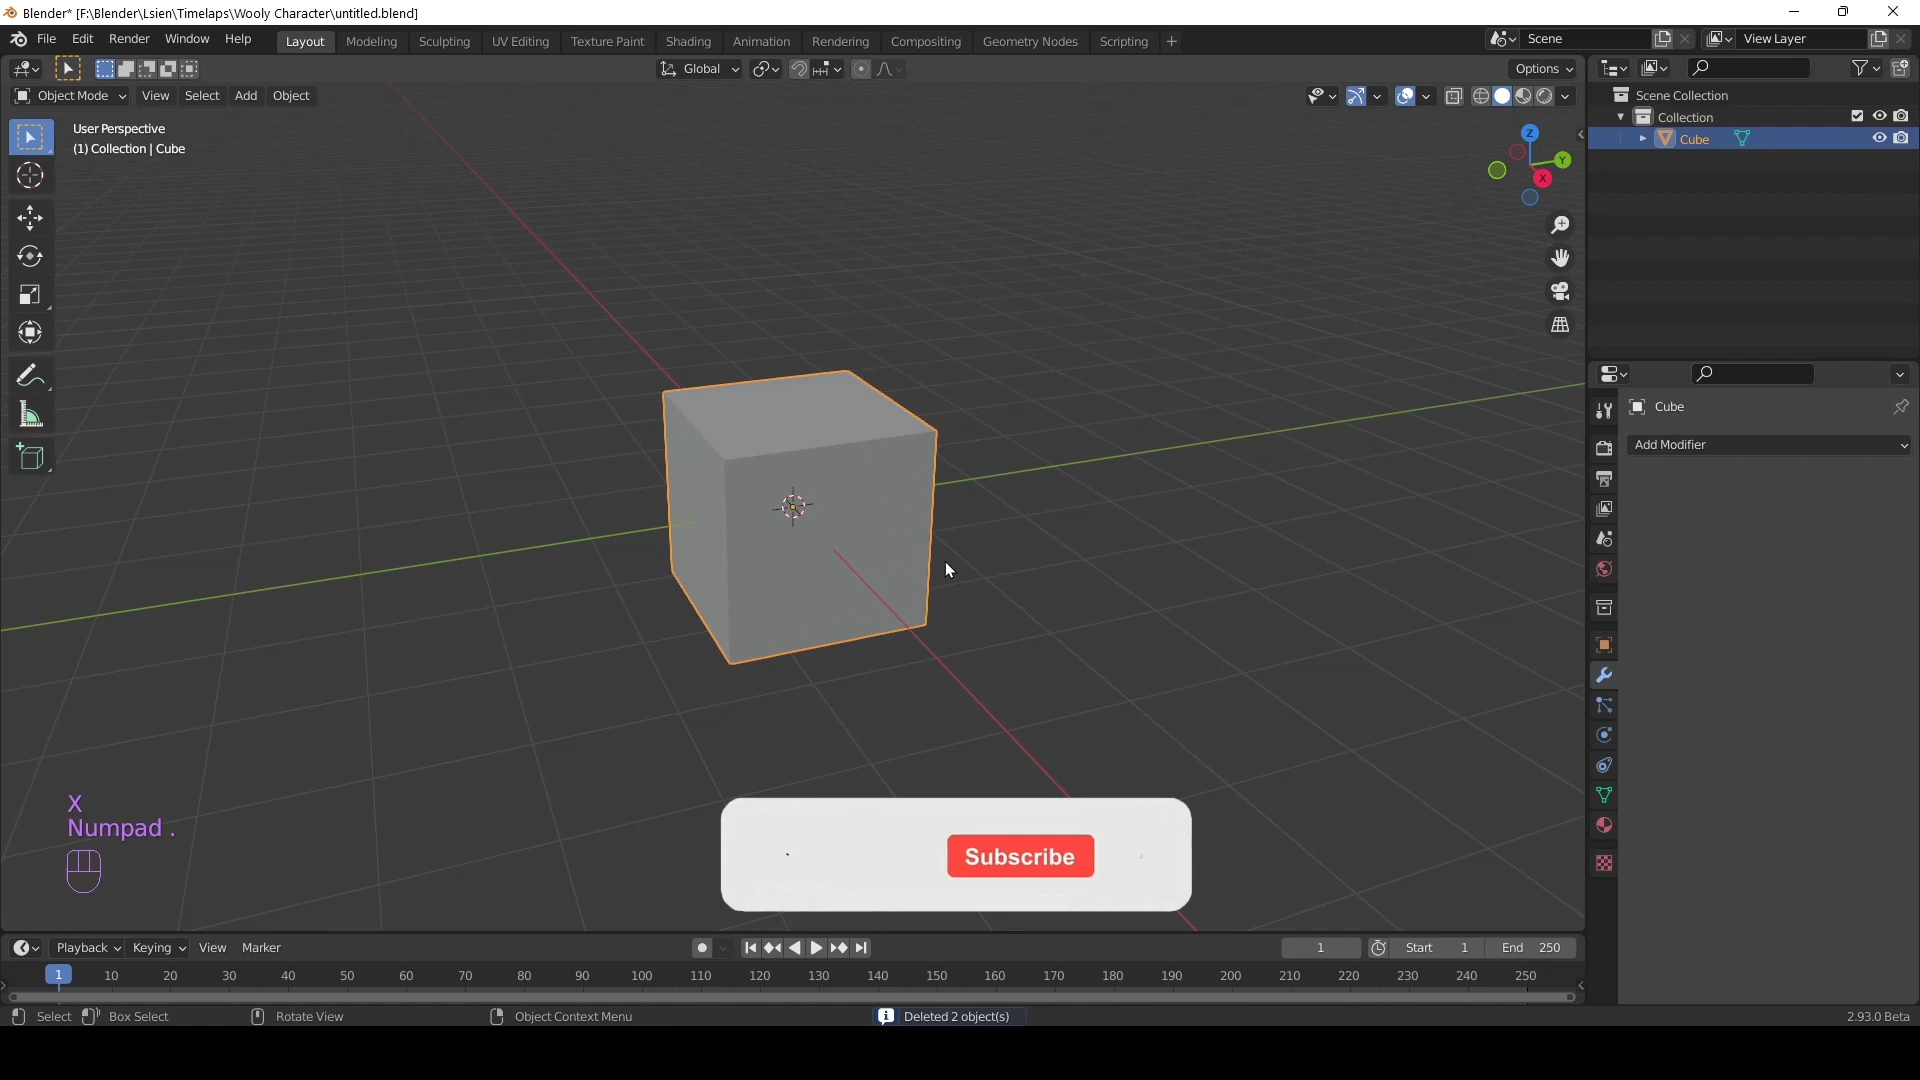 Blender* [F:\Blender\Lsien\Timelaps\Wooly Character\untitled.blend]
File Edit Render Window Help Layout Modeling Sculpting UV Editing Texture Paint Shading Animation Rendering Compositing Geometry Nodes Scripting + Scene View Layer
Global Options
Object Mode View Select Add Object
Scene Collection
Collection
Cube
User Perspective
(1) Collection | Cube
Z
Y
X
Cube
Add Modifier
X
Numpad .
Subscribe
Playback Keying View Marker 1 Start 1 End 250
1 10 20 30 40 50 60 70 80 90 100 110 120 130 140 150 160 170 180 190 200 210 220 230 240 250
Select Box Select Rotate View Object Context Menu Deleted 2 object(s) 2.93.0 Beta